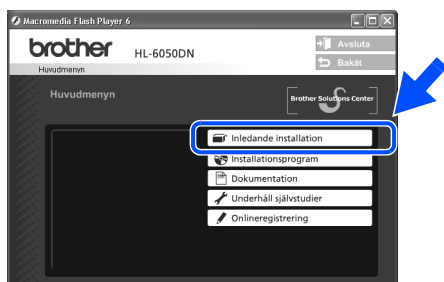 Macromedia Flash Player 6
brother
HL-6050DN
Avsluta
Bakåt
Huvudmenyn
Huvudmenyn
Brother Solutions Center
Inledande installation
Installationsprogram
Dokumentation
Underhåll självstudier
Onlineregistrering